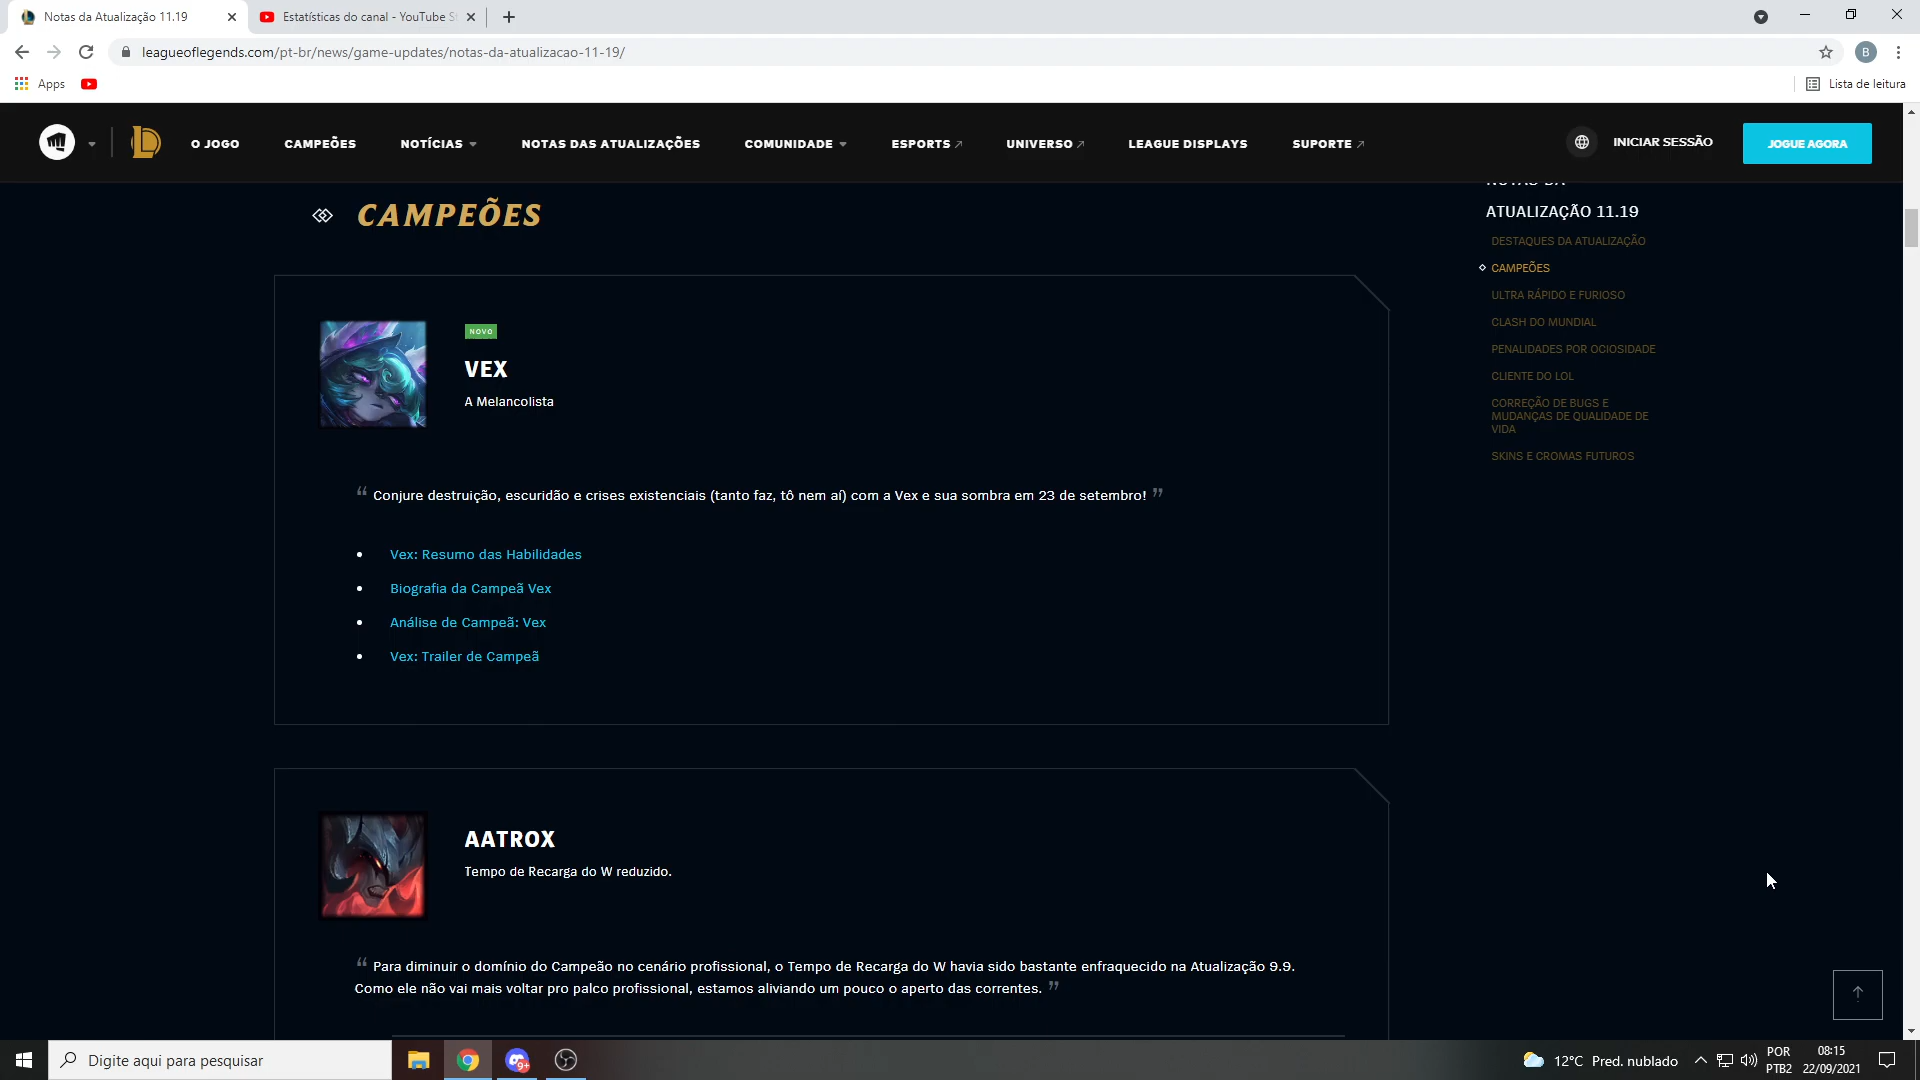 Notas da Atualização 11.19
Estatísticas do canal - YouTube S
leagueoflegends.com/pt-br/news/game-updates/notas-da-atualizacao-11-19/
B
Apps
Lista de leitura
O JOGO
CAMPEÕES
NOTÍCIAS
NOTAS DAS ATUALIZAÇÕES
COMUNIDADE
ESPORTS
UNIVERSO
LEAGUE DISPLAYS
SUPORTE
INICIAR SESSÃO
JOGUE AGORA
CAMPEÕES
NOVO
VEX
A Melancolista
“ Conjure destruição, escuridão e crises existenciais (tanto faz, tô nem aí) com a Vex e sua sombra em 23 de setembro! ”
• Vex: Resumo das Habilidades
• Biografia da Campeã Vex
• Análise de Campeã: Vex
• Vex: Trailer de Campeã
AATROX
Tempo de Recarga do W reduzido.
“ Para diminuir o domínio do Campeão no cenário profissional, o Tempo de Recarga do W havia sido bastante enfraquecido na Atualização 9.9.
Como ele não vai mais voltar pro palco profissional, estamos aliviando um pouco o aperto das correntes. ”
NOTAS DA
ATUALIZAÇÃO 11.19
DESTAQUES DA ATUALIZAÇÃO
CAMPEÕES
ULTRA RÁPIDO E FURIOSO
CLASH DO MUNDIAL
PENALIDADES POR OCIOSIDADE
CLIENTE DO LOL
CORREÇÃO DE BUGS E
MUDANÇAS DE QUALIDADE DE
VIDA
SKINS E CROMAS FUTUROS
Digite aqui para pesquisar
9+
12°C Pred. nublado
POR
PTB2
08:15
22/09/2021